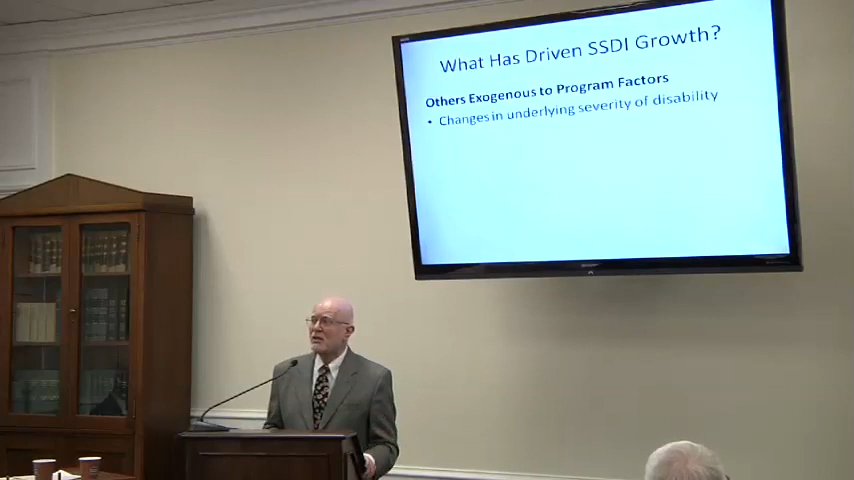 What Has Driven SSDI Growth?
Others Exogenous to Program Factors
• Changes in underlying severity of disability